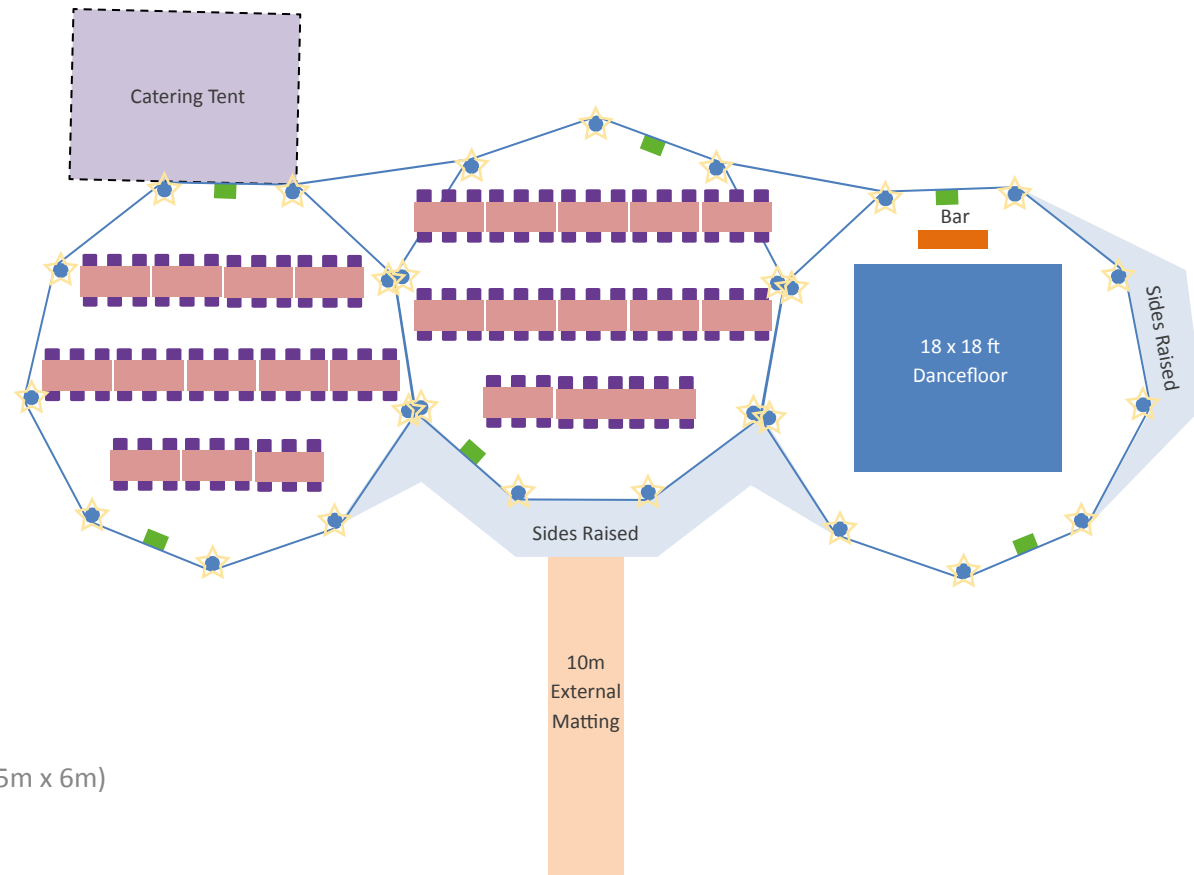 Catering Tent
Bar
18 x 18 ft
Dancefloor
Sides Raised
Sides Raised
10m
External
Matting
5m x 6m)